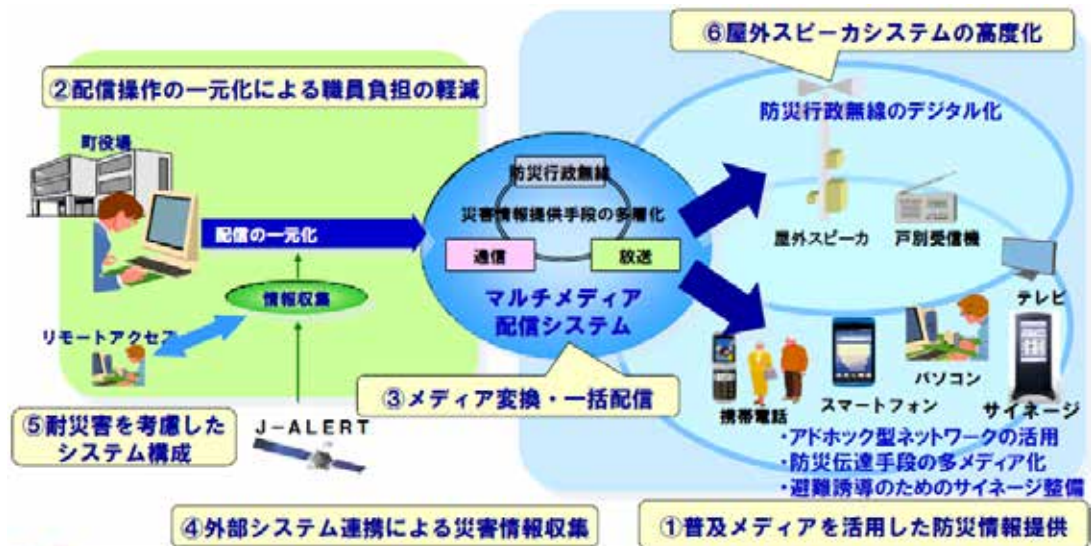 ⑥屋外スピーカシステムの高度化
②配信操作の一元化による職員負担の軽減
防災行政無線のデジタル化
町役場
防災行政無線
災害情報提供手段の多層化
配信の一元化
通信
放送
屋外スピーカ
戸別受信機
情報収集
マルチメディア
配信システム
テレビ
リモートアクセス
パソコン
③メディア変換・一括配信
携帯電話
スマートフォン
サイネージ
⑤耐災害を考慮した
システム構成
J-ALERT
・アドホック型ネットワークの活用
・防災伝達手段の多メディア化
・避難誘導のためのサイネージ整備
④外部システム連携による災害情報収集
①普及メディアを活用した防災情報提供